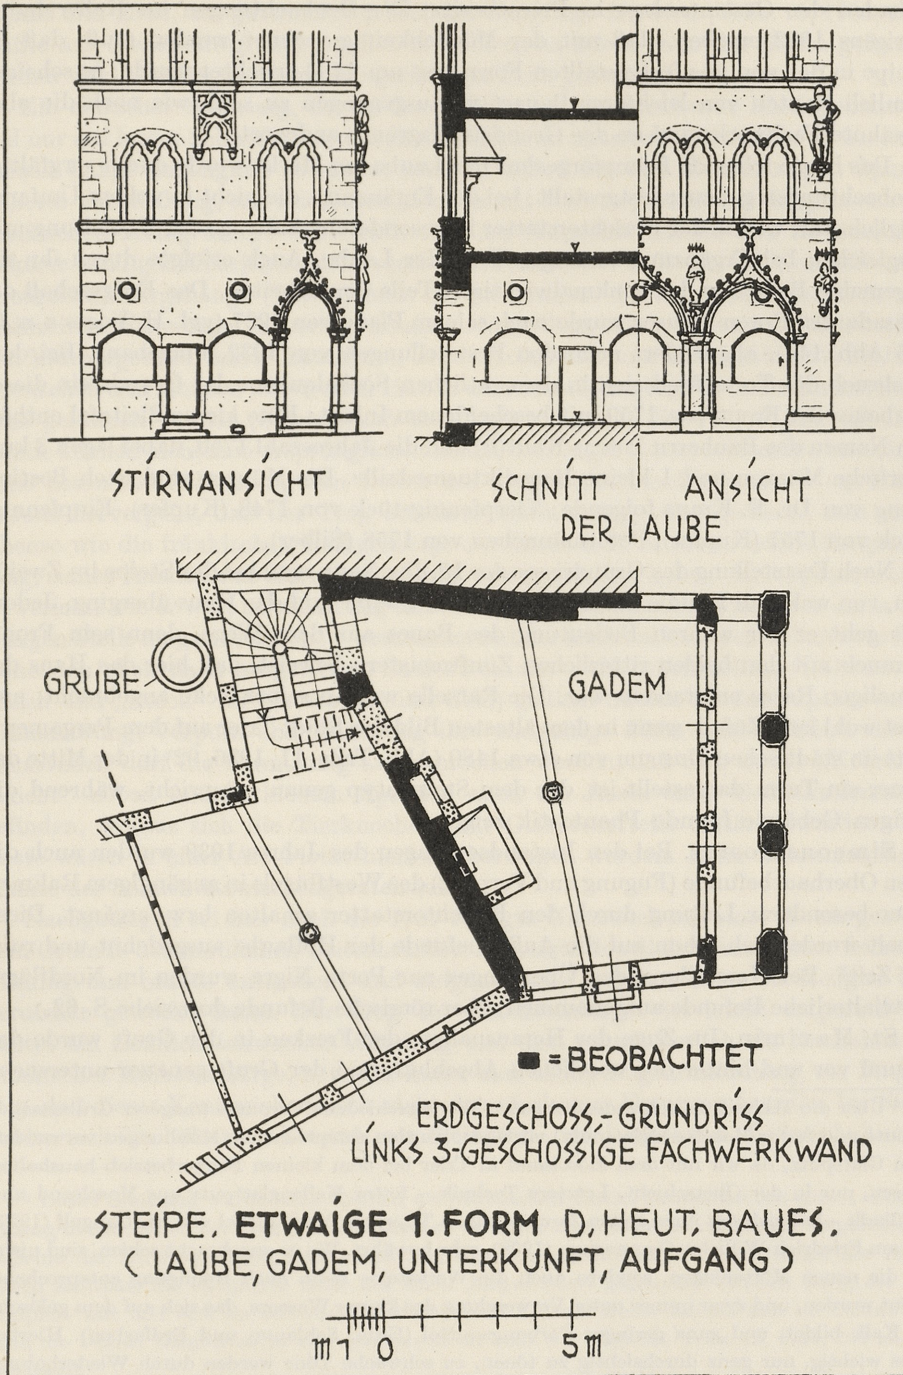 STIRNANSICHT
SCHNITT ANSICHT
DER LAUBE
GRUBE
GADEM
= BEOBACHTET
ERDGESCHOSS, GRUNDRISS
LINKS 3-GESCHOSSIGE FACHWERKWAND
STEIPE. ETWAIGE 1. FORM D. HEUT. BAUES.
(LAUBE, GADEM, UNTERKUNFT, AUFGANG)
m 1 0 5m